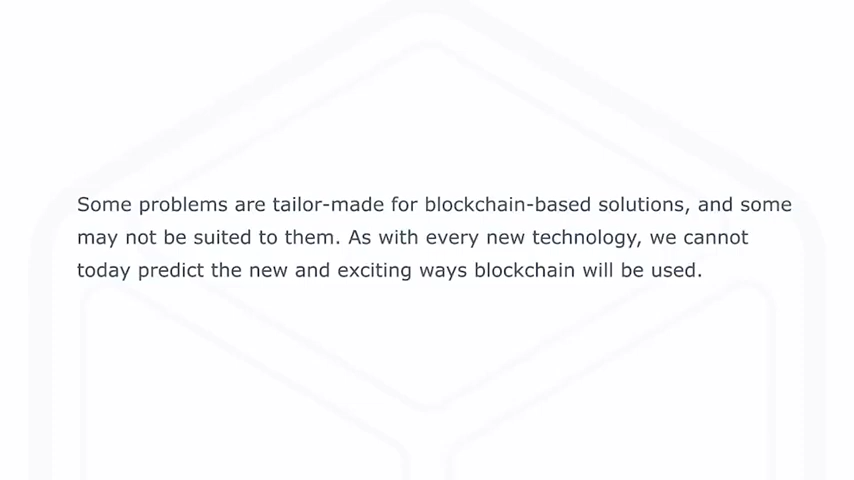 Some problems are tailor-made for blockchain-based solutions, and some
may not be suited to them. As with every new technology, we cannot
today predict the new and exciting ways blockchain will be used.